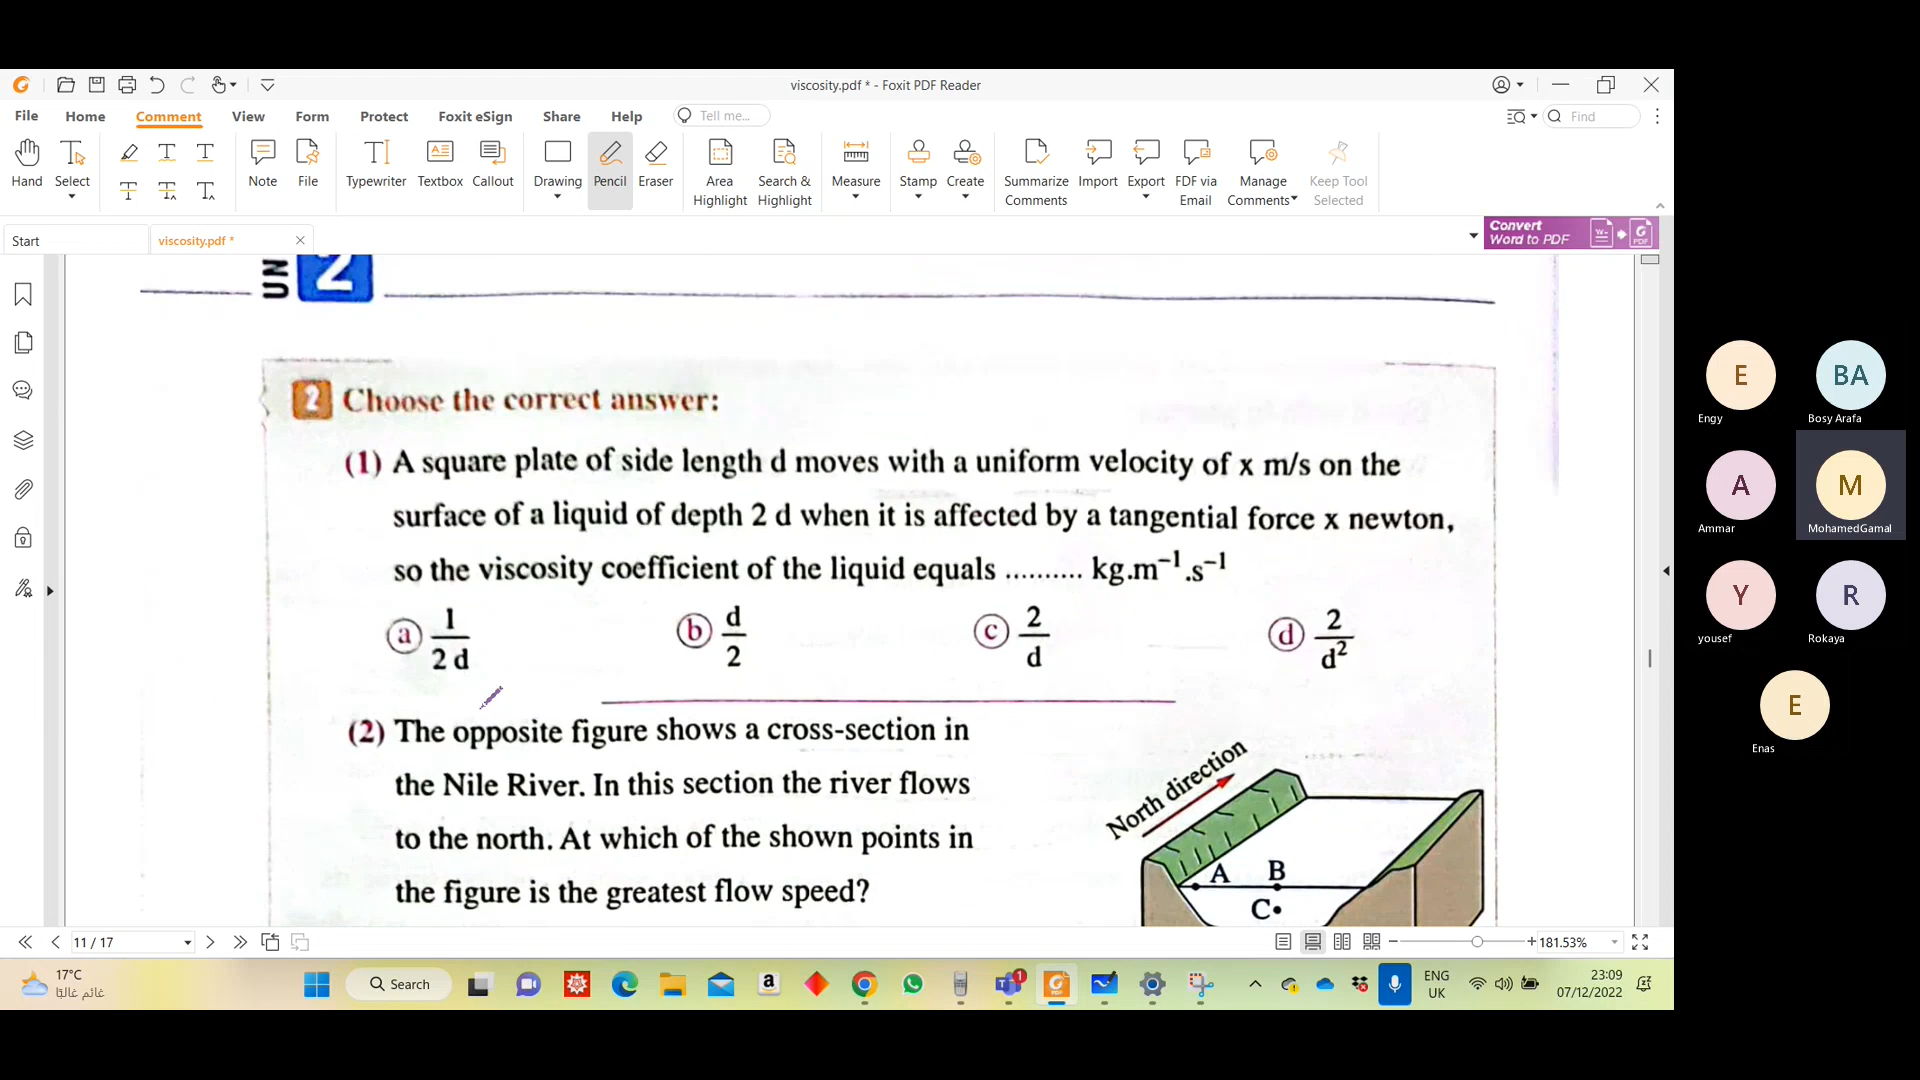 viscosity.pdf * - Foxit PDF Reader
File Home Comment View Form Protect Foxit eSign Share Help Tell me... Find
Hand Select Note File Typewriter Textbox Callout Drawing Pencil Eraser Area Highlight Search & Highlight Measure Stamp Create Summarize Comments Import Export FDF via Email Manage Comments Keep Tool Selected
Convert
Word to PDF
Start viscosity.pdf *
UN 2
2 Choose the correct answer:
(1) A square plate of side length d moves with a uniform velocity of x m/s on the
surface of a liquid of depth 2 d when it is affected by a tangential force x newton,
so the viscosity coefficient of the liquid equals .......... kg.m⁻¹.s⁻¹
a 1/2 d b d/2 c 2/d d 2/d²
(2) The opposite figure shows a cross-section in
the Nile River. In this section the river flows
to the north. At which of the shown points in
the figure is the greatest flow speed?
North direction
A B
C
11 / 17 181.53%
17°C
غائم غالبًا
Search
ENG
UK
23:09
07/12/2022
E BA
Engy Bosy Arafa
A M
Ammar MohamedGamal
Y R
yousef Rokaya
E
Enas